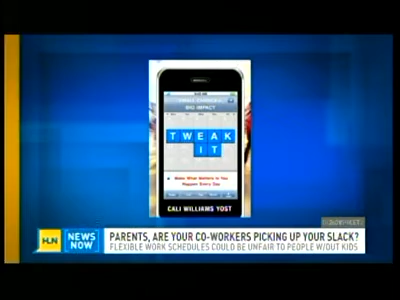 SMALL CHANGES
BIG IMPACT
TWEAK
IT
Make What Matters to You
Happen Every Day
CALI WILLIAMS YOST
HLN
NEWS
NOW
PARENTS, ARE YOUR CO-WORKERS PICKING UP YOUR SLACK?
FLEXIBLE WORK SCHEDULES COULD BE UNFAIR TO PEOPLE W/OUT KIDS